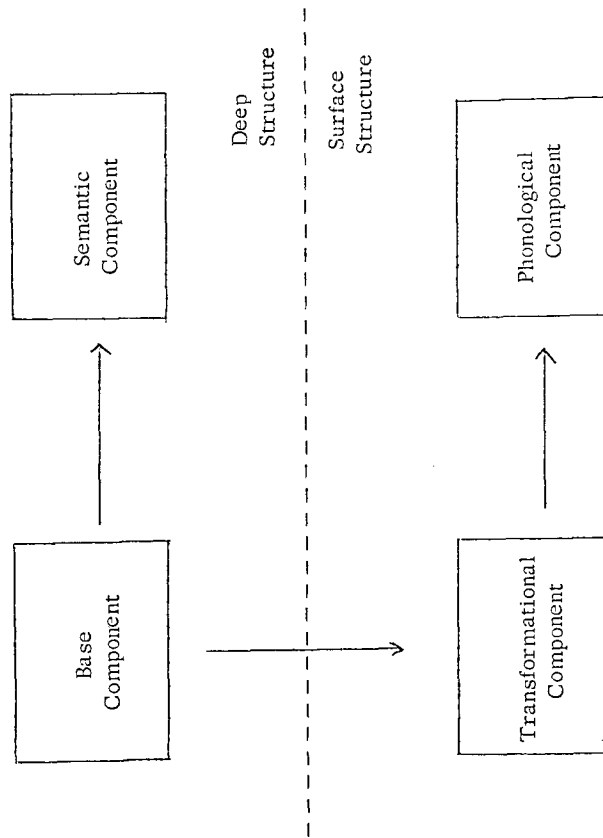 Base
Component
Semantic
Component
Deep
Structure
Surface
Structure
Transformational
Component
Phonological
Component